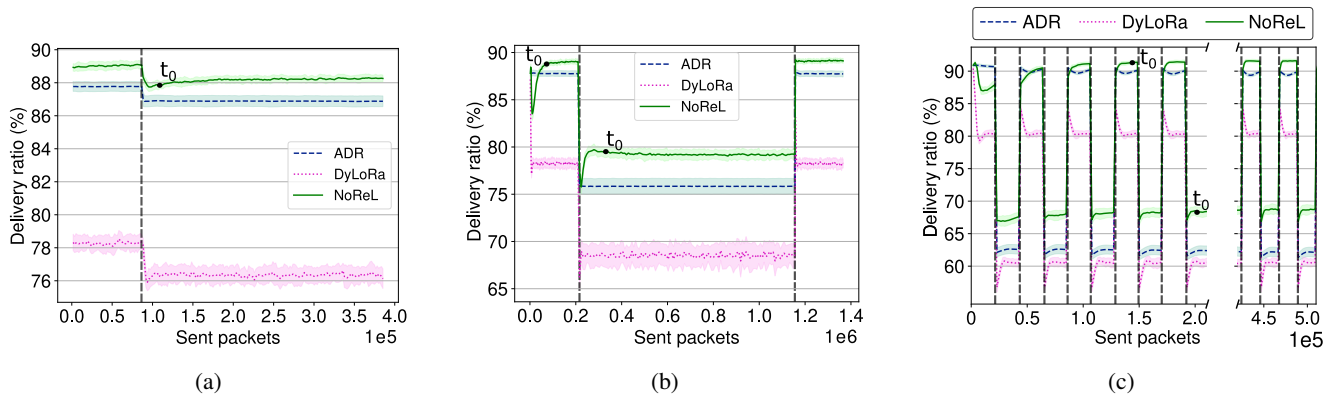 90
88
86
84
82
80
78
76
Delivery ratio (%)
t0
ADR
DyLoRa
NoReL
0.0 0.5 1.0 1.5 2.0 2.5 3.0 3.5 4.0
Sent packets
1e5
(a)
90
85
80
75
70
65
Delivery ratio (%)
t0
ADR
DyLoRa
NoReL
t0
0.0 0.2 0.4 0.6 0.8 1.0 1.2 1.4
Sent packets
1e6
(b)
ADR DyLoRa NoReL
90
85
80
75
70
65
60
Delivery ratio (%)
t0
t0
0.0 0.5 1.0 1.5 2.0 4.5 5.0
Sent packets
1e5
(c)